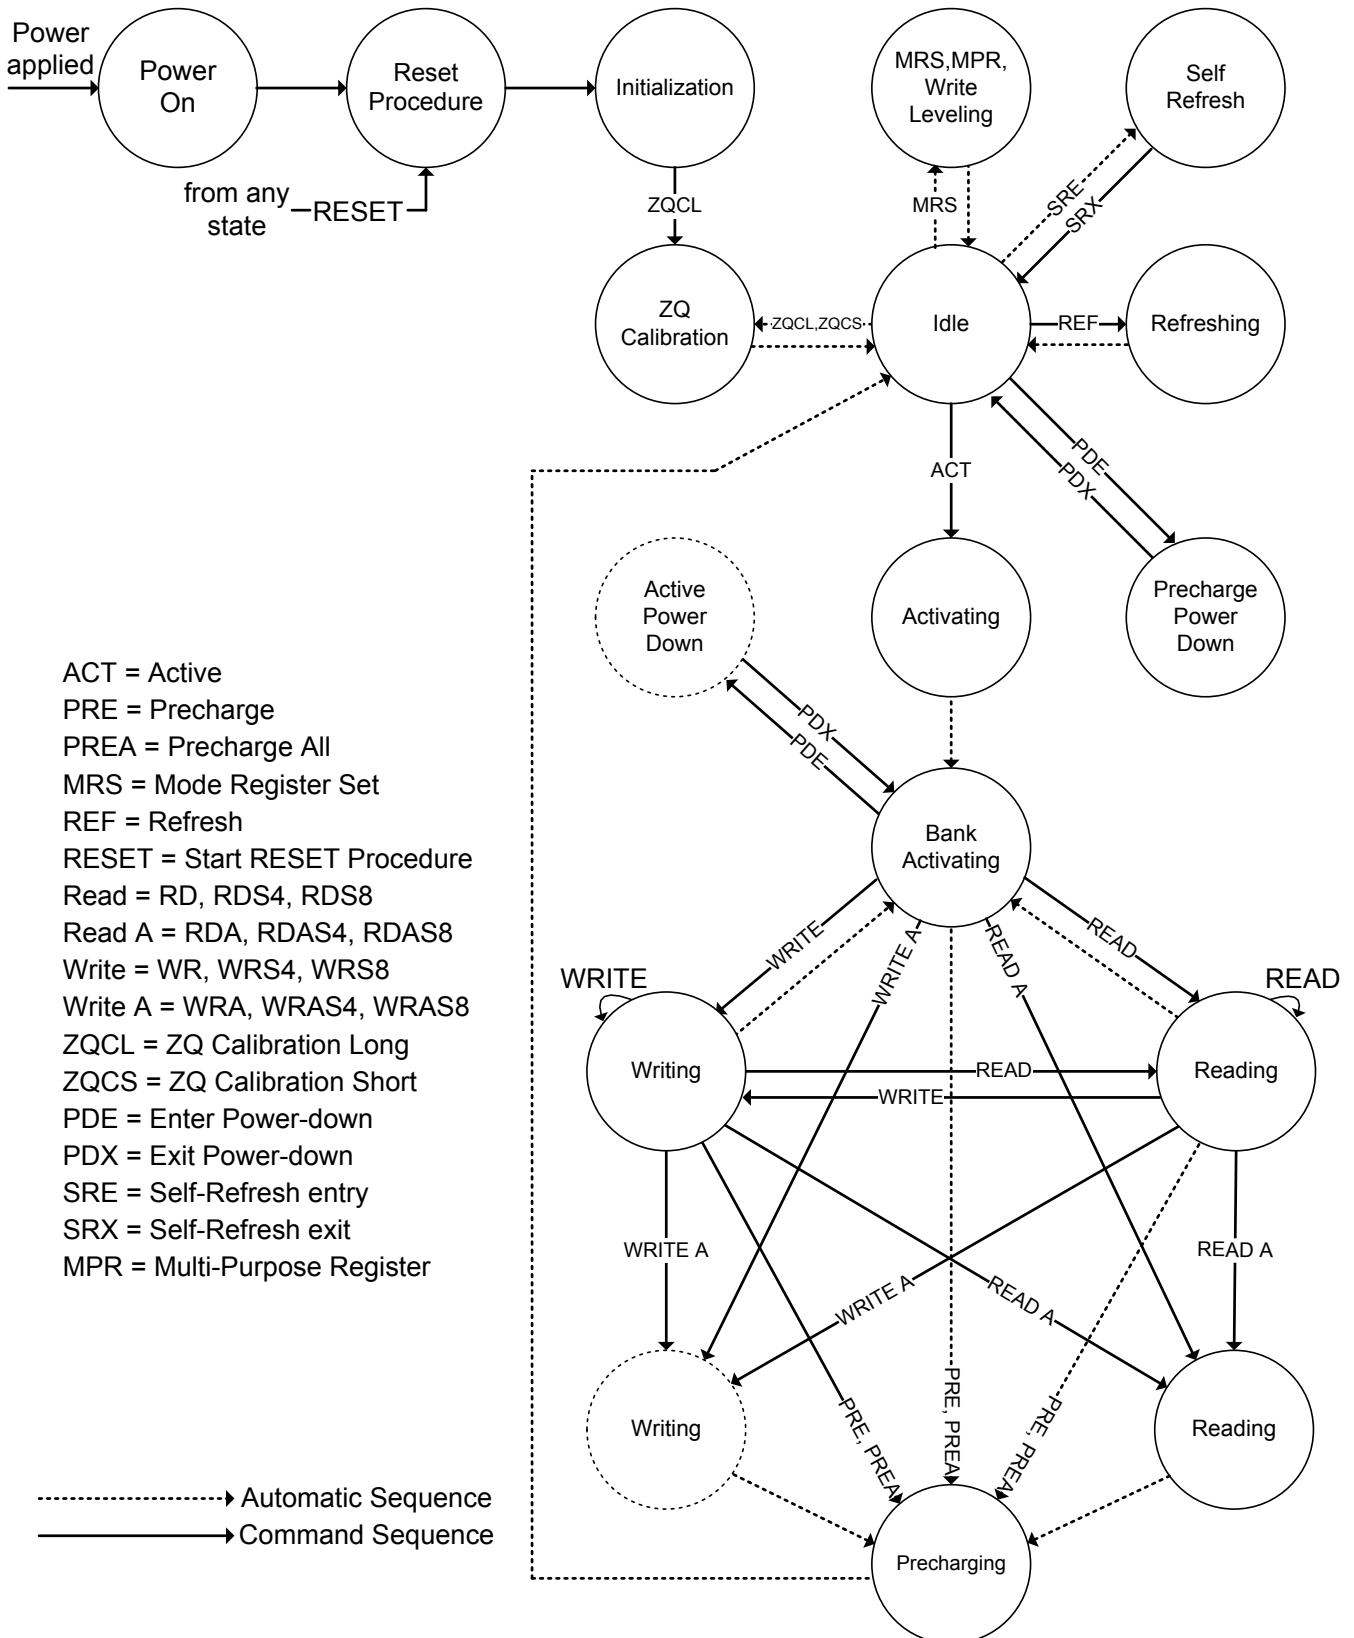 Power
applied
Power
On
Reset
Procedure
Initialization
MRS,MPR,
Write
Leveling
Self
Refresh
from any
state
RESET
ZQCL
MRS
SRE
SRX
ZQ
Calibration
ZQCL,ZQCS
Idle
REF
Refreshing
ACT
PDE
PDX
Active
Power
Down
Activating
Precharge
Power
Down
PDX
PDE
ACT = Active
PRE = Precharge
PREA = Precharge All
MRS = Mode Register Set
REF = Refresh
RESET = Start RESET Procedure
Read = RD, RDS4, RDS8
Read A = RDA, RDAS4, RDAS8
Write = WR, WRS4, WRS8
Write A = WRA, WRAS4, WRAS8
ZQCL = ZQ Calibration Long
ZQCS = ZQ Calibration Short
PDE = Enter Power-down
PDX = Exit Power-down
SRE = Self-Refresh entry
SRX = Self-Refresh exit
MPR = Multi-Purpose Register
Bank
Activating
WRITE
WRITE A
READ A
READ
WRITE
READ
Writing
READ
WRITE
Reading
WRITE A
WRITE A
READ A
READ A
Writing
PRE, PREA
PRE, PREA
PRE, PREA
Reading
Automatic Sequence
Command Sequence
Precharging